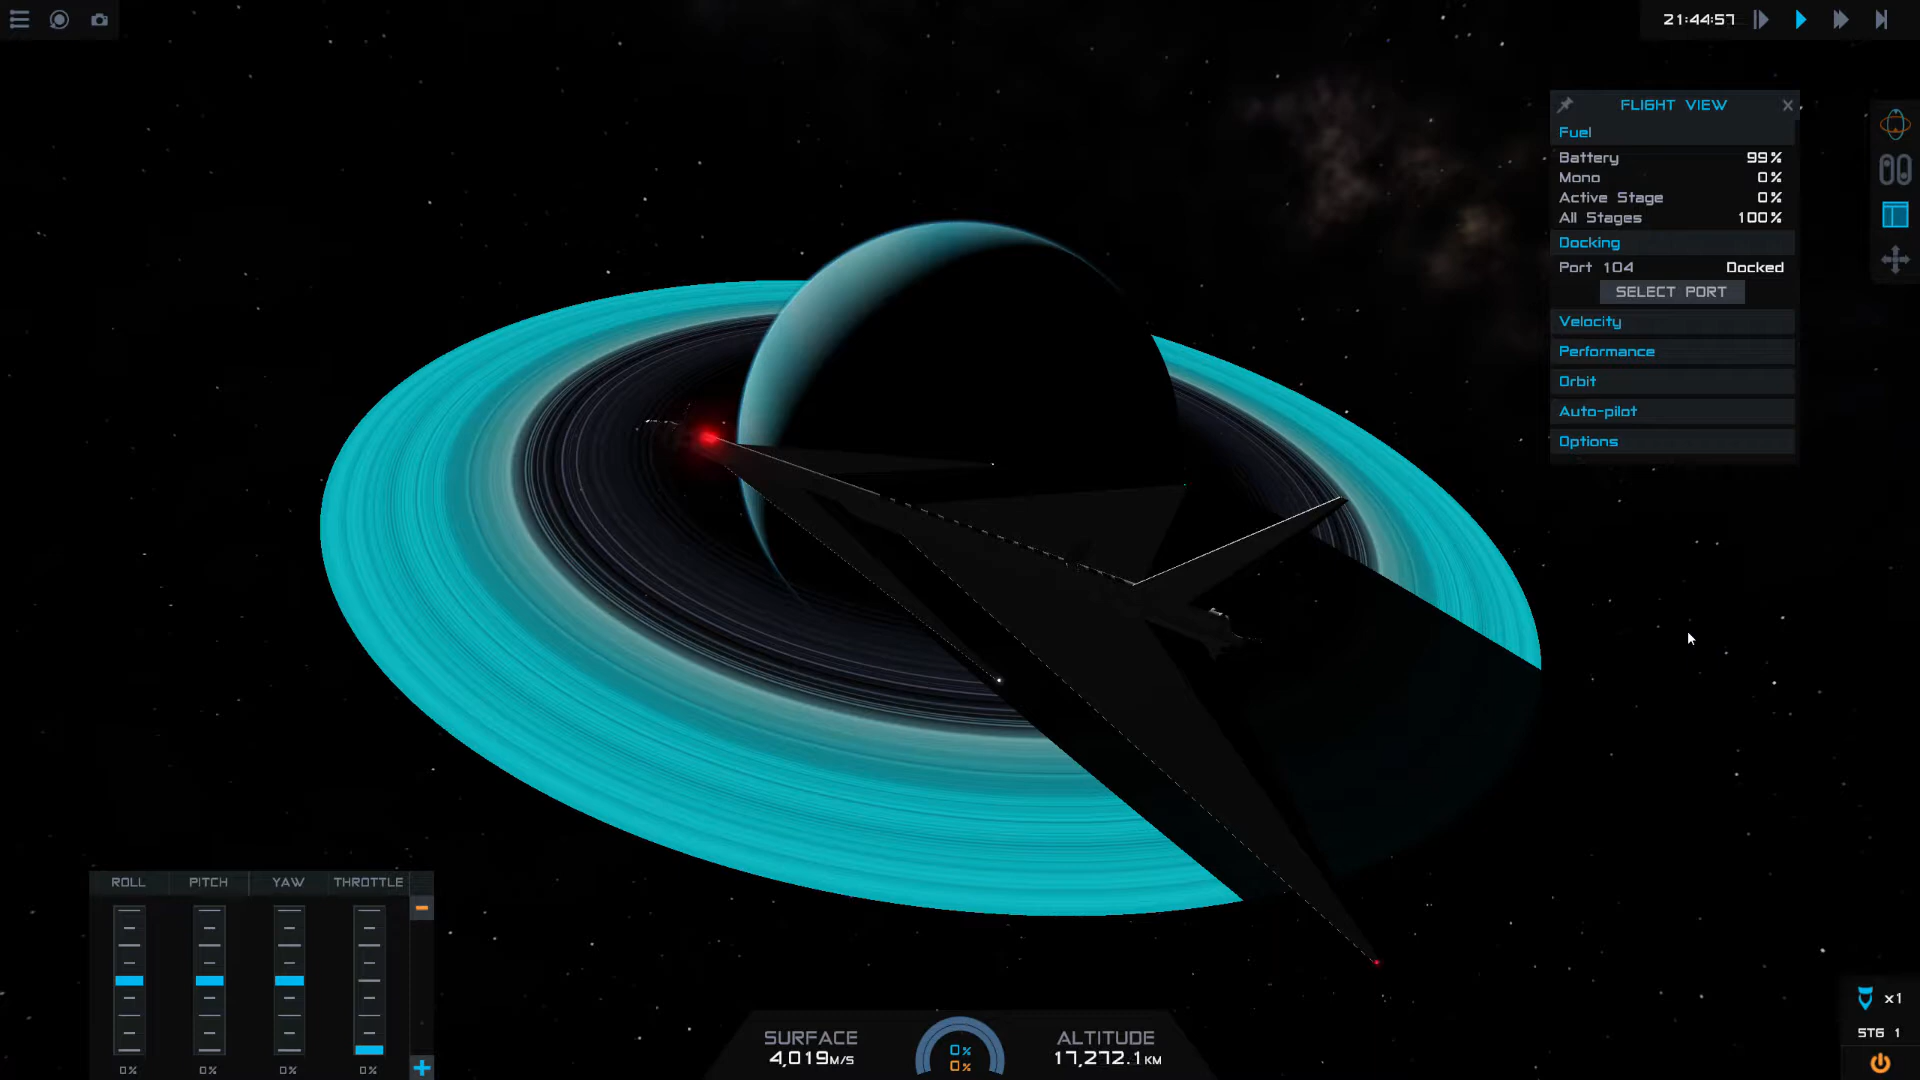 21:44:57
FLIGHT VIEW
Fuel
Battery 99%
Mono 0%
Active Stage 0%
All Stages 100%
Docking
Port 104 Docked
SELECT PORT
Velocity
Performance
Orbit
Auto-pilot
Options
ROLL PITCH YAW THROTTLE
0% 0% 0% 0%
SURFACE
4,019M/S
0%
0%
ALTITUDE
17,272.1KM
x1
STG 1